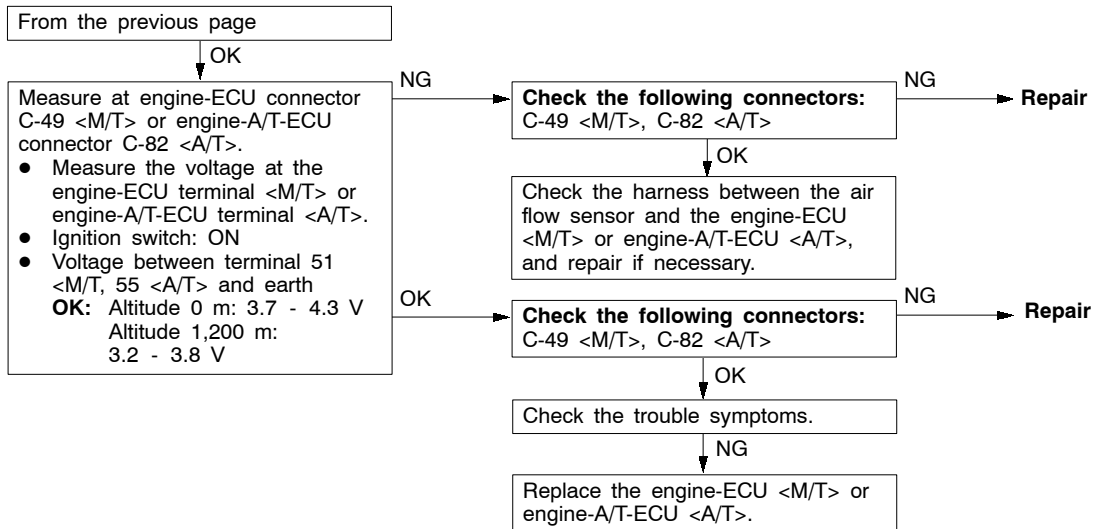 From the previous page
OK
Measure at engine-ECU connector
C-49 <M/T> or engine-A/T-ECU
connector C-82 <A/T>.
● Measure the voltage at the
engine-ECU terminal <M/T> or
engine-A/T-ECU terminal <A/T>.
● Ignition switch: ON
● Voltage between terminal 51
<M/T, 55 <A/T> and earth
OK: Altitude 0 m: 3.7 - 4.3 V
Altitude 1,200 m:
3.2 - 3.8 V
NG
Check the following connectors:
C-49 <M/T>, C-82 <A/T>
NG
Repair
OK
Check the harness between the air
flow sensor and the engine-ECU
<M/T> or engine-A/T-ECU <A/T>,
and repair if necessary.
OK
Check the following connectors:
C-49 <M/T>, C-82 <A/T>
NG
Repair
OK
Check the trouble symptoms.
NG
Replace the engine-ECU <M/T> or
engine-A/T-ECU <A/T>.